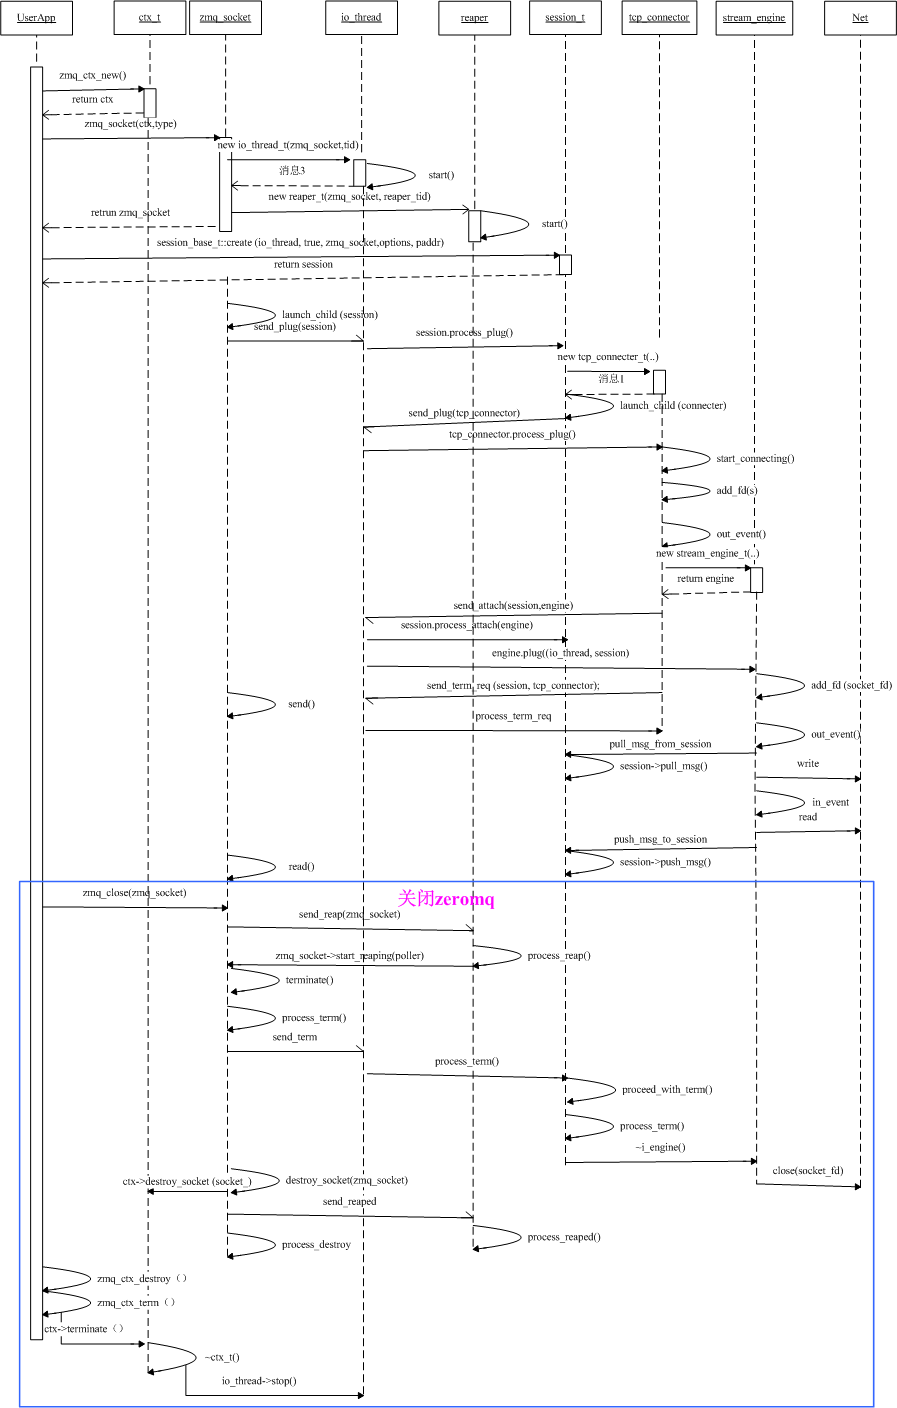 UserApp
ctx_t
zmq_socket
io_thread
reaper
session_t
tcp_connector
stream_engine
Net
zmq_ctx_new()
return ctx
zmq_socket(ctx,type)
new io_thread_t(zmq_socket,tid)
消息3
start()
new reaper_t(zmq_socket, reaper_tid)
retrun zmq_socket
start()
session_base_t::create (io_thread, true, zmq_socket,options, paddr)
return session
launch_child (session)
send_plug(session)
session.process_plug()
new tcp_connecter_t(..)
消息1
launch_child (connecter)
send_plug(tcp_connector)
tcp_connector.process_plug()
start_connecting()
add_fd(s)
out_event()
new stream_engine_t(..)
return engine
send_attach(session,engine)
session.process_attach(engine)
engine.plug((io_thread, session)
add_fd (socket_fd)
send_term_req (session, tcp_connector);
send()
process_term_req
out_event()
pull_msg_from_session
session->pull_msg()
write
in_event
read
push_msg_to_session
session->push_msg()
read()
关闭zeromq
zmq_close(zmq_socket)
send_reap(zmq_socket)
process_reap()
zmq_socket->start_reaping(poller)
terminate()
process_term()
send_term
process_term()
proceed_with_term()
process_term()
~i_engine()
close(socket_fd)
ctx->destroy_socket (socket_)
destroy_socket(zmq_socket)
send_reaped
process_reaped()
process_destroy
zmq_ctx_destroy（）
zmq_ctx_term（）
ctx->terminate（）
~ctx_t()
io_thread->stop()